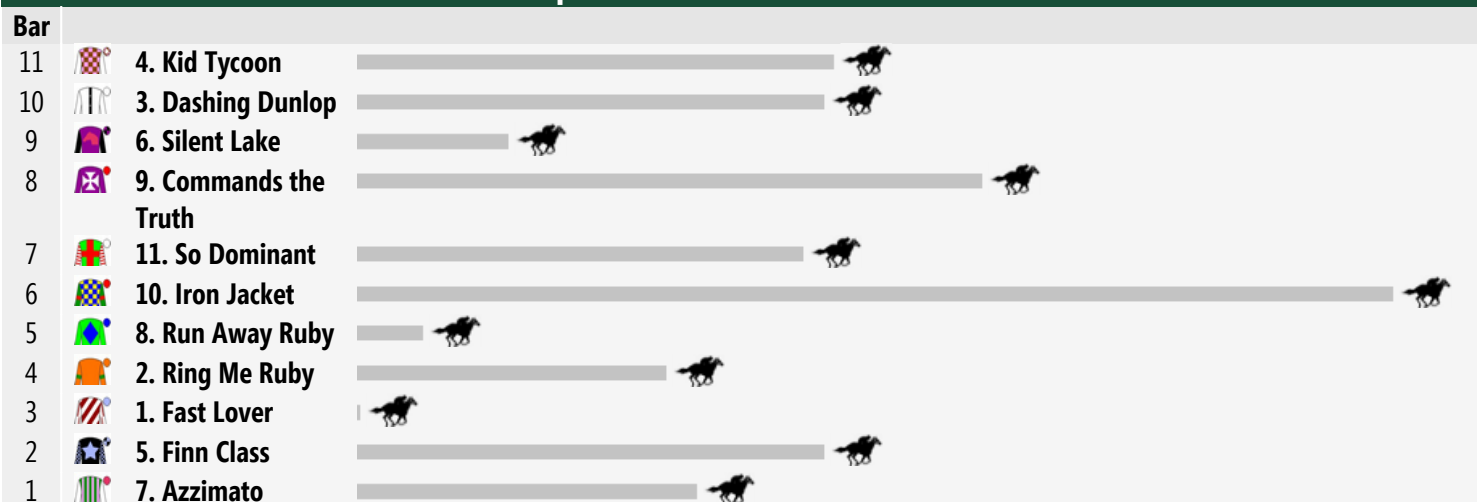 Bar
11 4. Kid Tycoon
10 3. Dashing Dunlop
9 6. Silent Lake
8 9. Commands the
Truth
7 11. So Dominant
6 10. Iron Jacket
5 8. Run Away Ruby
4 2. Ring Me Ruby
3 1. Fast Lover
2 5. Finn Class
1 7. Azzimato